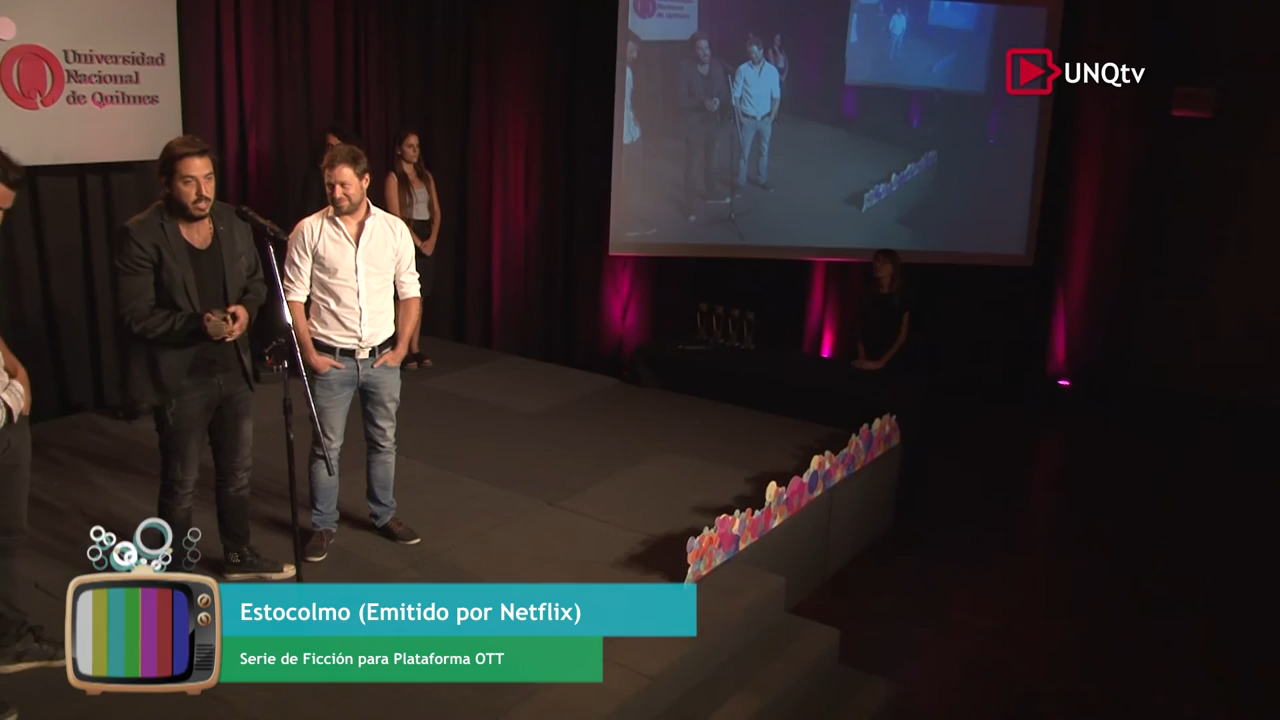 Universidad
Nacional
de Quilmes
UNQtv
Estocolmo (Emitido por Netflix)
Serie de Ficción para Plataforma OTT